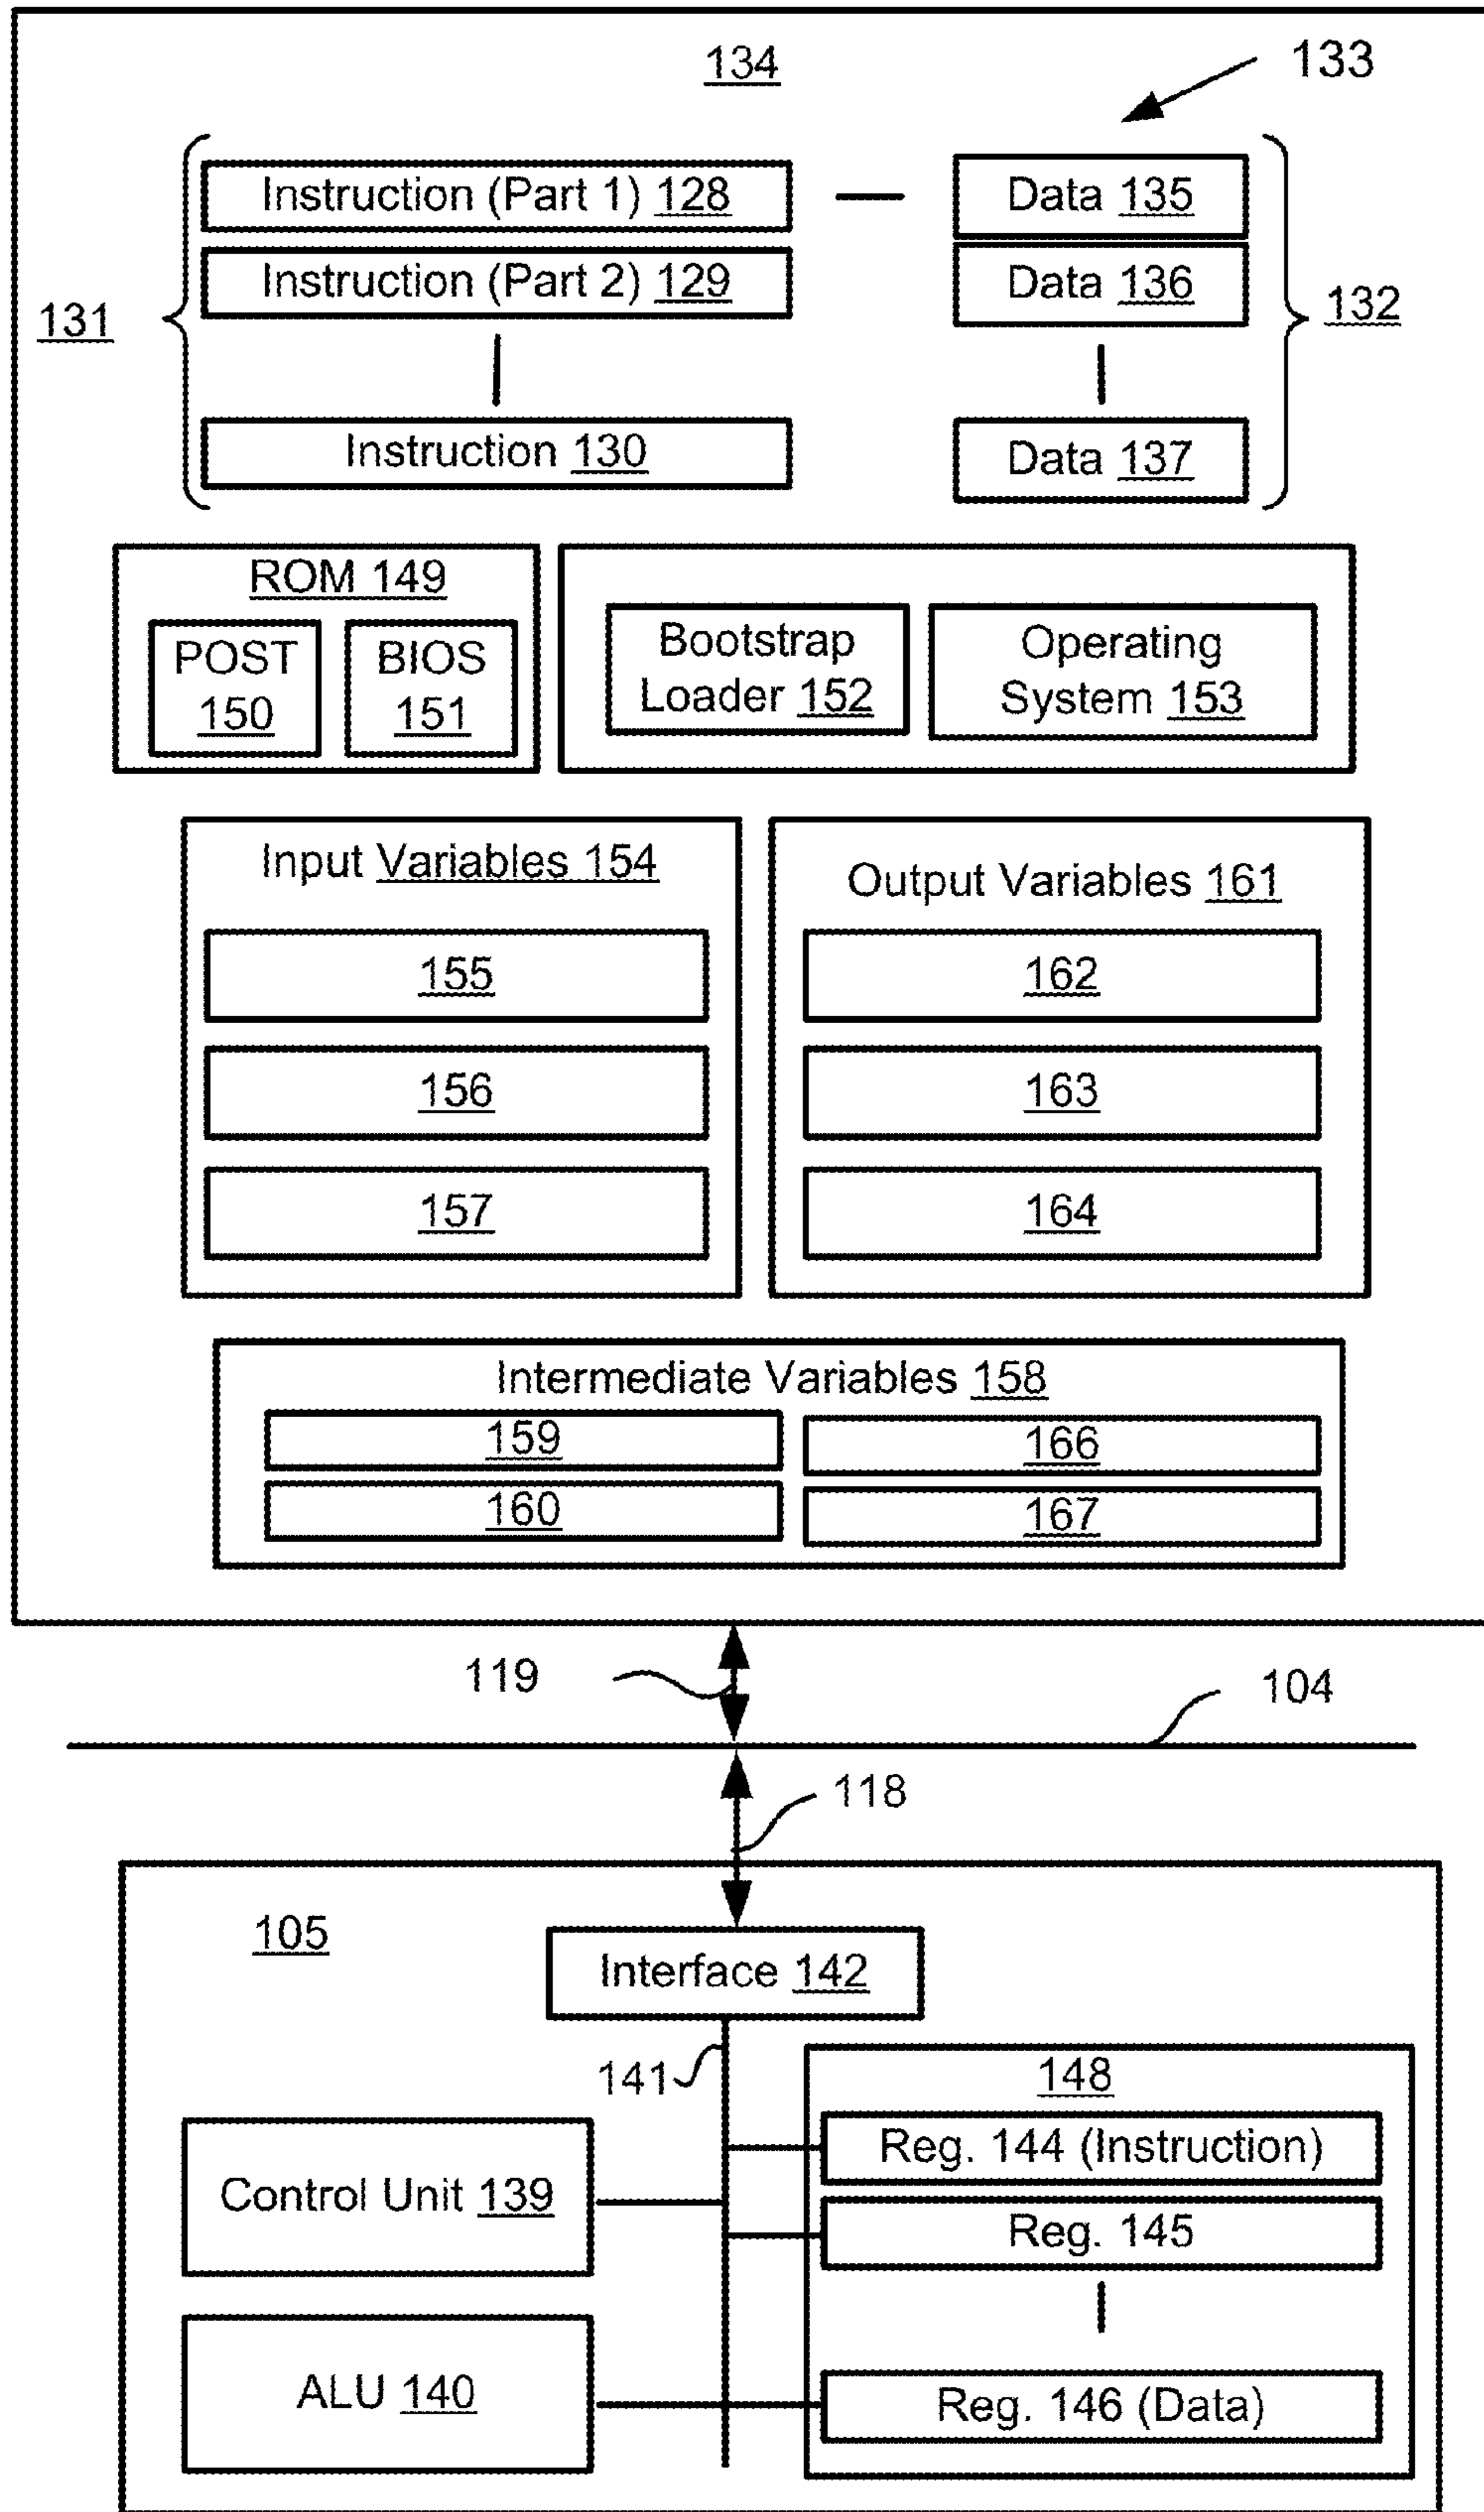 134
133
Instruction (Part 1) 128
Data 135
Instruction (Part 2) 129
Data 136
131
132
Instruction 130
Data 137
ROM 149
POST
150
BIOS
151
Bootstrap
Loader 152
Operating
System 153
Input Variables 154
155
156
157
Output Variables 161
162
163
164
Intermediate Variables 158
159
166
160
167
119
104
118
105
Interface 142
141
148
Reg. 144 (Instruction)
Control Unit 139
Reg. 145
ALU 140
Reg. 146 (Data)